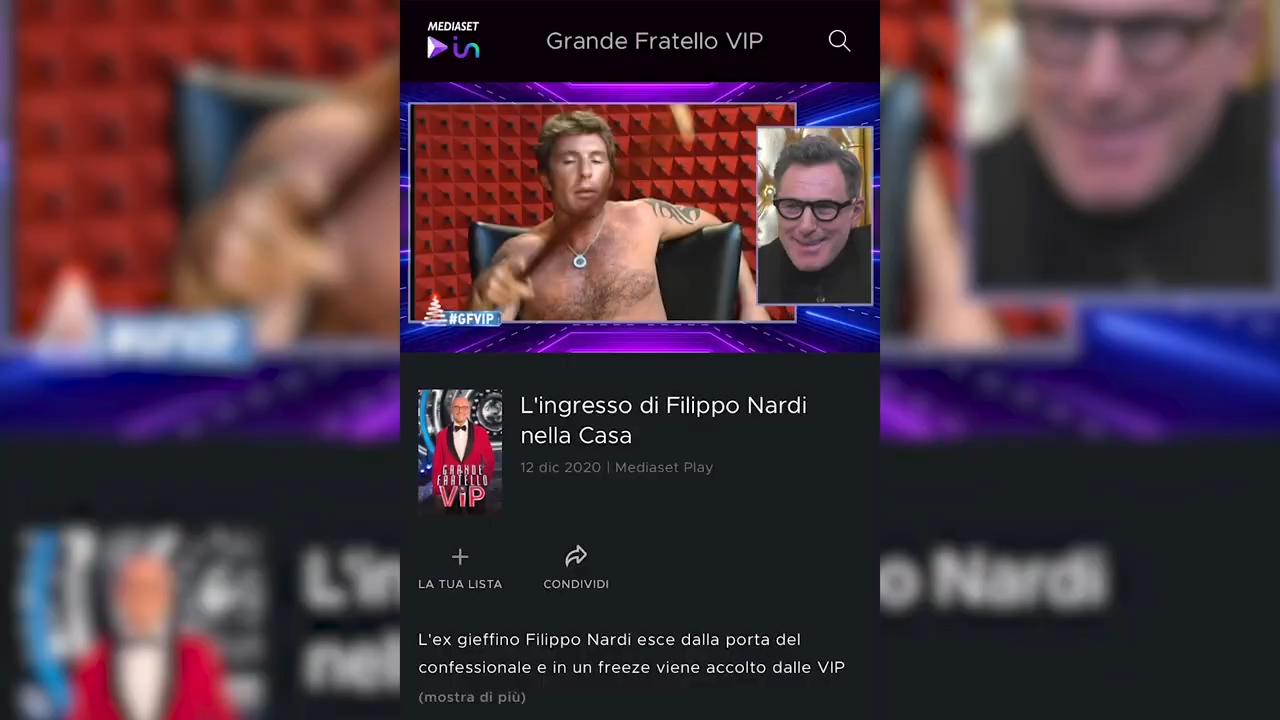 MEDIASET
in
Grande Fratello VIP
#GFVIP
L'ingresso di Filippo Nardi
nella Casa
12 dic 2020 | Mediaset Play
GRANDE
FRATELLO
ViP
LA TUA LISTA
CONDIVIDI
L'ex gieffino Filippo Nardi esce dalla porta del
confessionale e in un freeze viene accolto dalle VIP
(mostra di più)